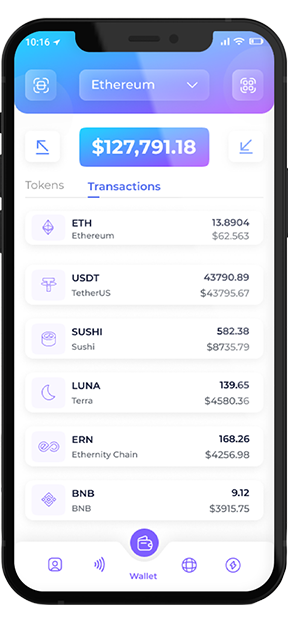 10:16
Ethereum
$127,791.18
Tokens Transactions
ETH 13.8904
Ethereum $62.563
USDT 43790.89
TetherUS $43795.67
SUSHI 582.38
Sushi $8735.79
LUNA 139.65
Terra $4580.36
ERN 168.26
Ethernity Chain $4256.98
BNB 9.12
BNB $3915.75
Wallet